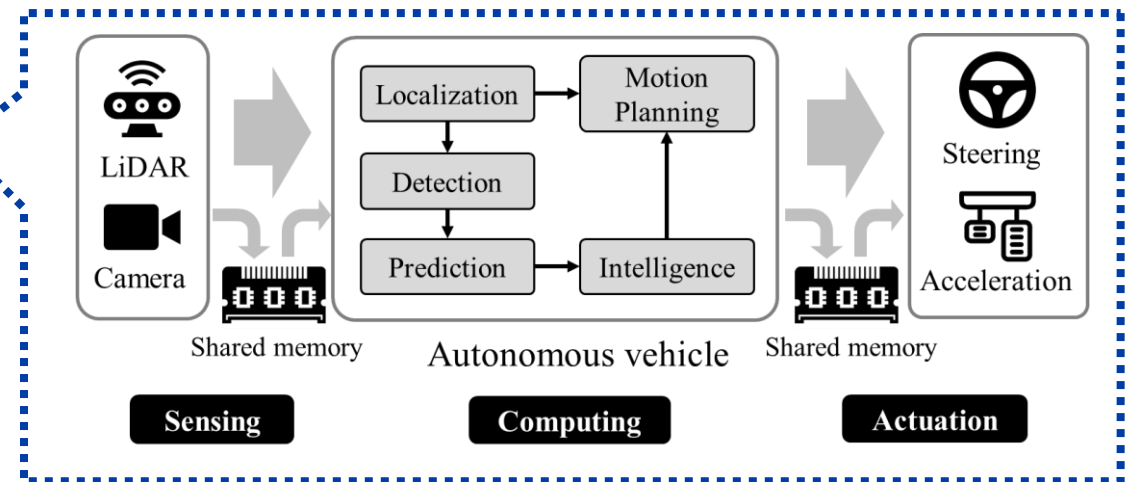 LiDAR
Camera
Shared memory
Localization
Detection
Prediction
Motion
Planning
Intelligence
Autonomous vehicle
Shared memory
Steering
Acceleration
Sensing
Computing
Actuation